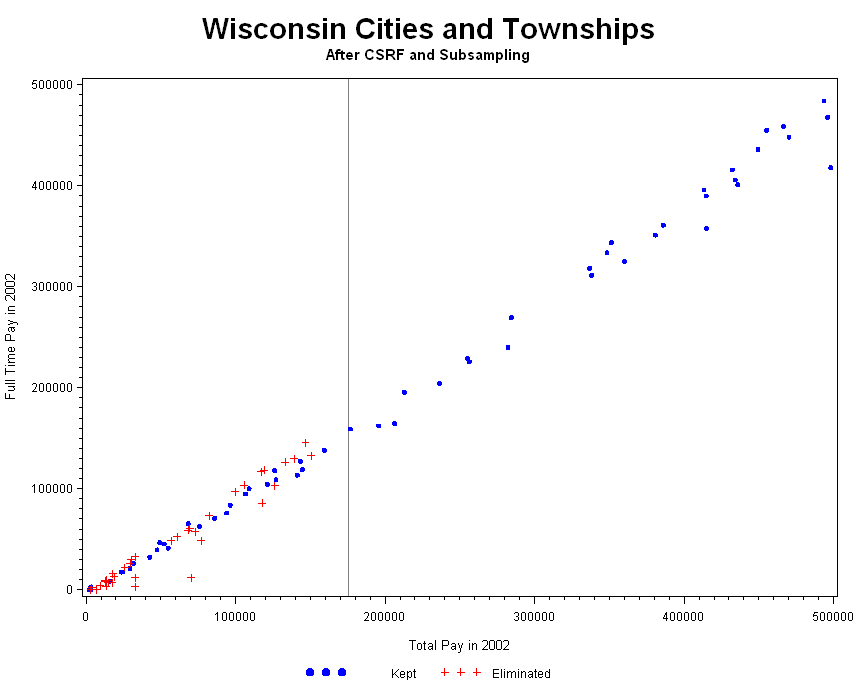 Wisconsin Cities and Townships
After CSRF and Subsampling
Full Time Pay in 2002
500000
400000
300000
200000
100000
0
0 100000 200000 300000 400000 500000
Total Pay in 2002
Kept Eliminated